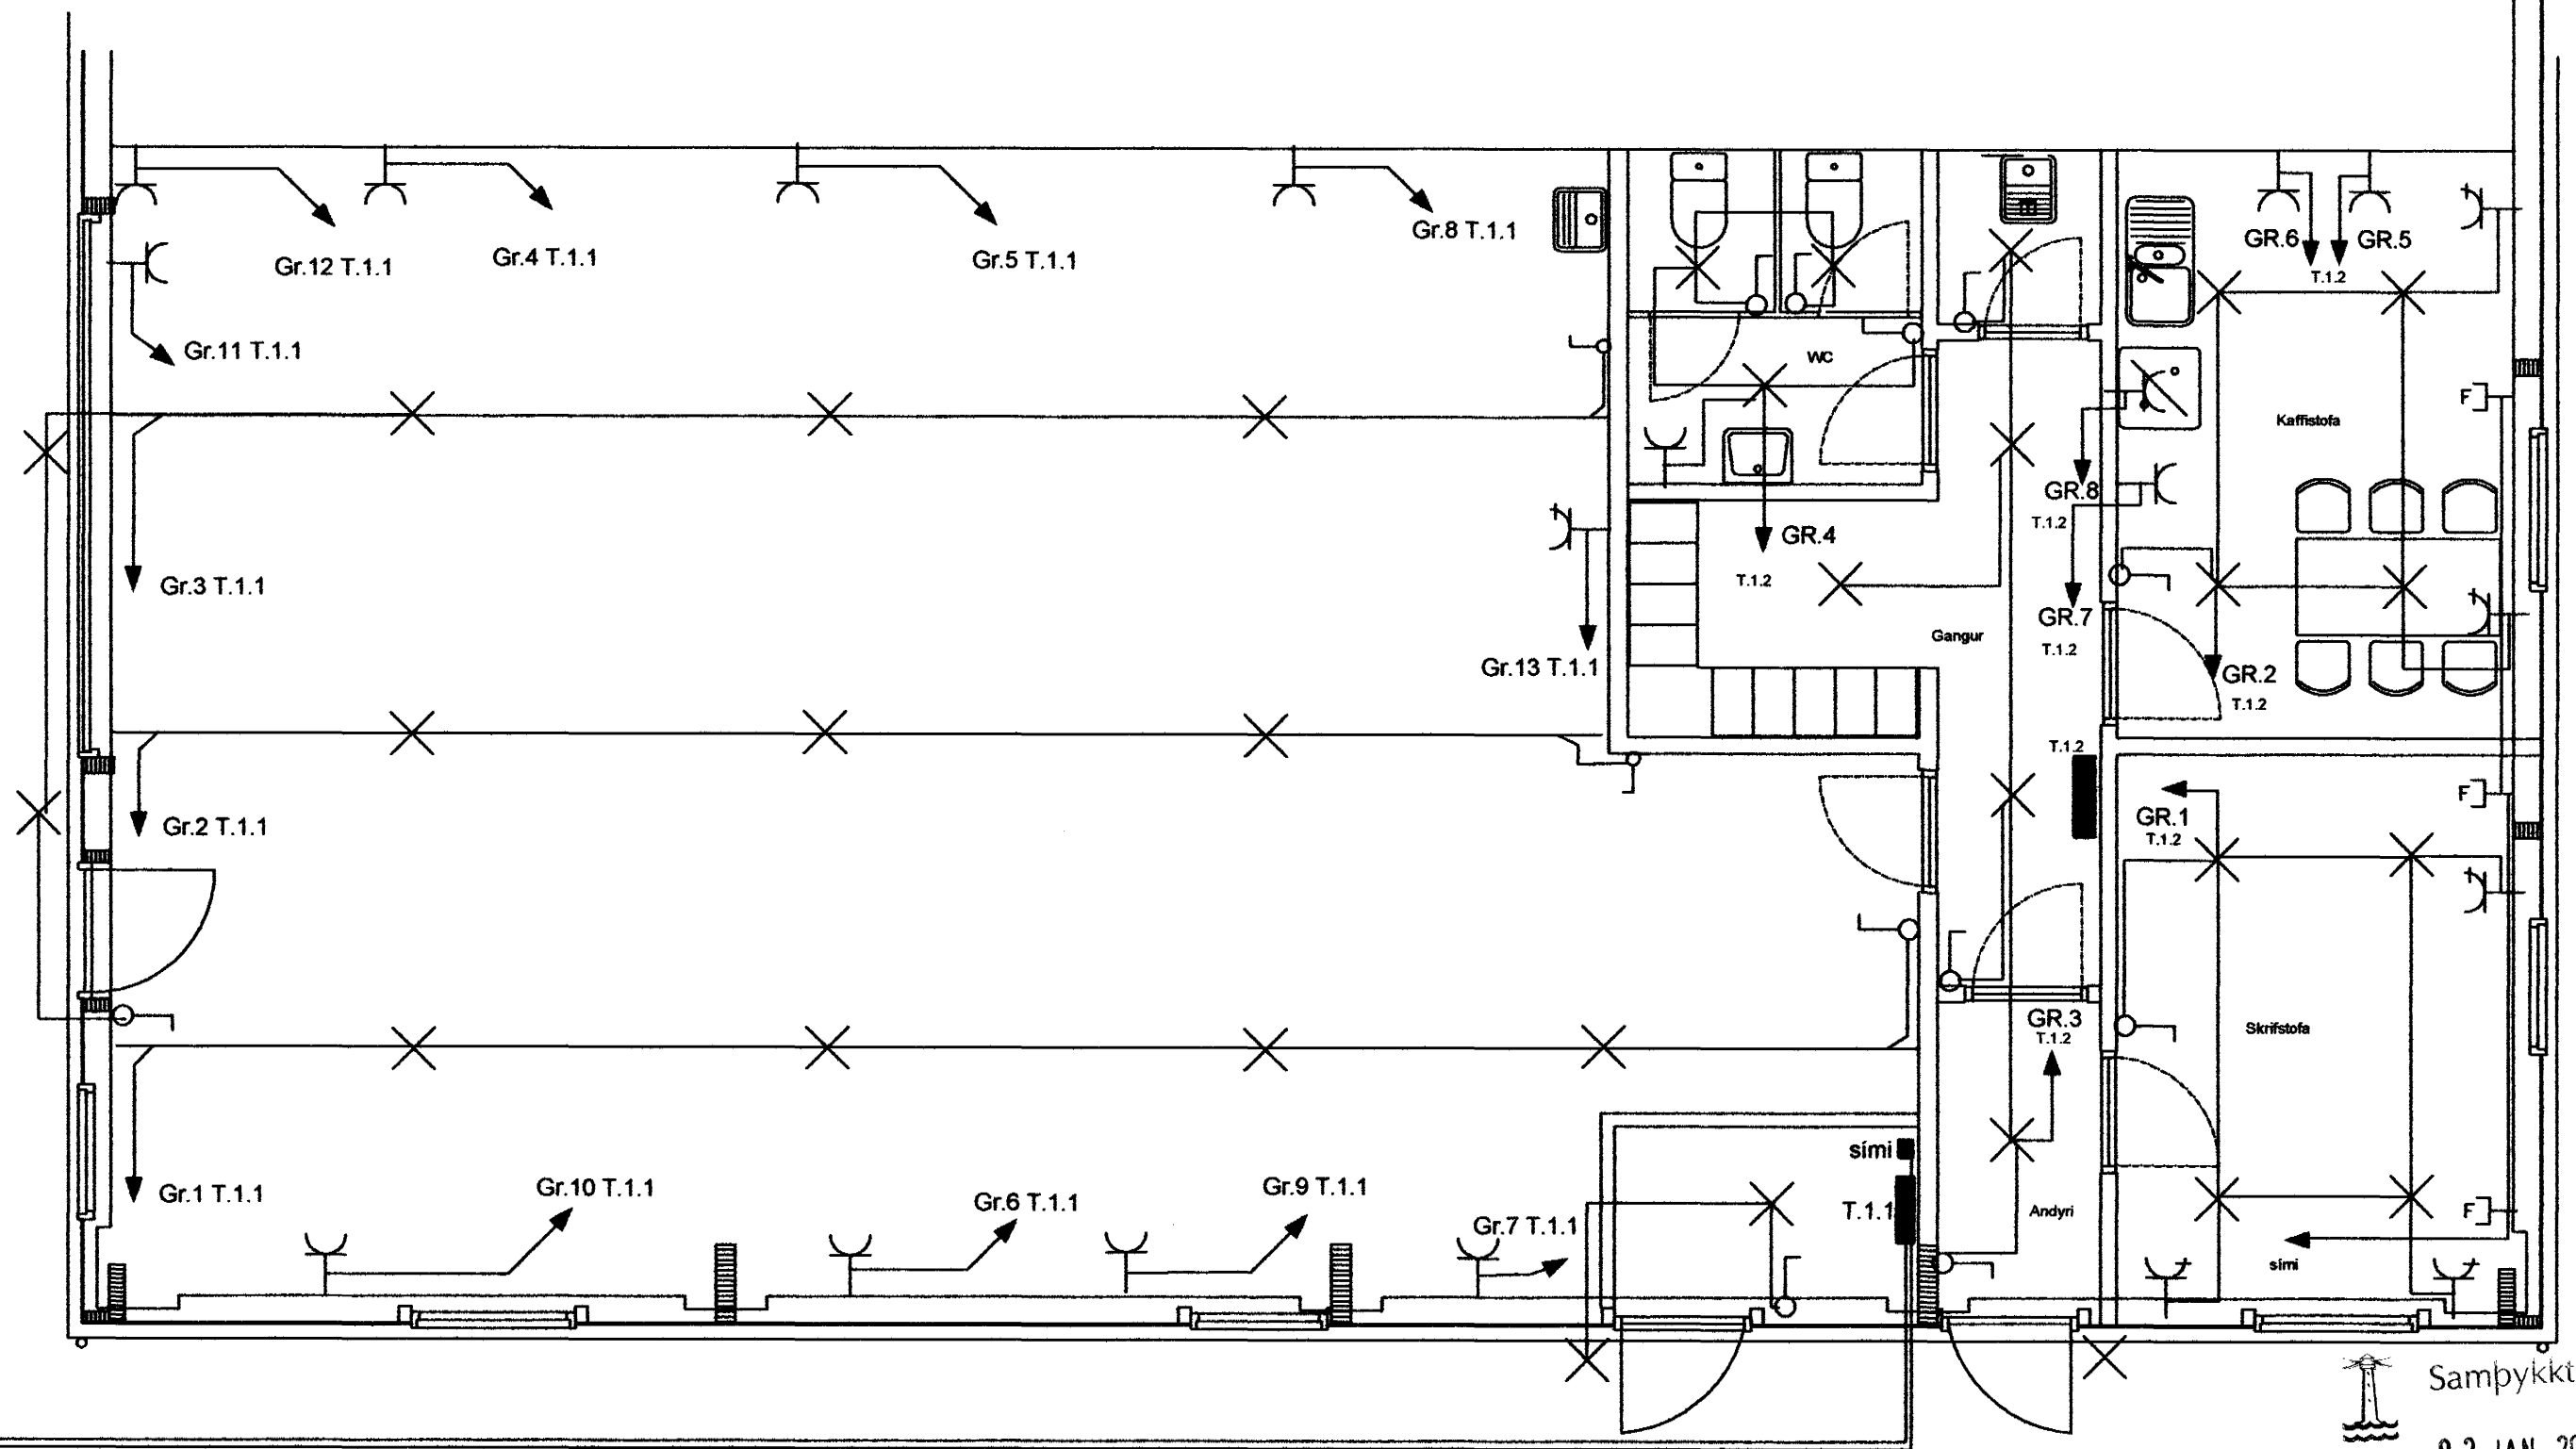 Gr.12 T.1.1
Gr.4 T.1.1
Gr.5 T.1.1
Gr.8 T.1.1
GR.6
GR.5
T.1.2
Gr.11 T.1.1
WC
F
Kaffistofa
GR.8
T.1.2
GR.4
T.1.2
Gr.3 T.1.1
GR.7
T.1.2
Gangur
Gr.13 T.1.1
GR.2
T.1.2
T.1.2
F
GR.1
T.1.2
Gr.2 T.1.1
GR.3
T.1.2
Skrifstofa
sími
T.1.1
Andyri
F
sími
Gr.1 T.1.1
Gr.10 T.1.1
Gr.6 T.1.1
Gr.9 T.1.1
Gr.7 T.1.1
Samþykkt